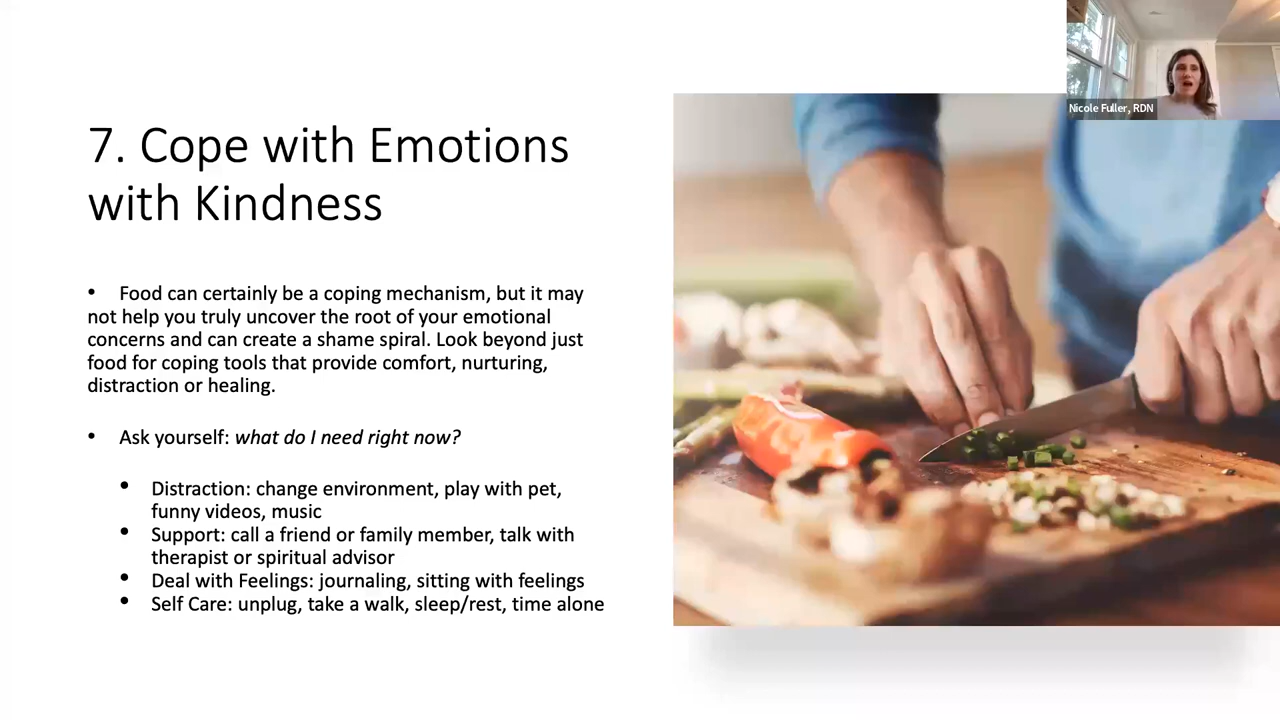 Nicole Fuller, RDN
7. Cope with Emotions
with Kindness
• Food can certainly be a coping mechanism, but it may
not help you truly uncover the root of your emotional
concerns and can create a shame spiral. Look beyond just
food for coping tools that provide comfort, nurturing,
distraction or healing.
• Ask yourself: what do I need right now?
• Distraction: change environment, play with pet,
funny videos, music
• Support: call a friend or family member, talk with
therapist or spiritual advisor
• Deal with Feelings: journaling, sitting with feelings
• Self Care: unplug, take a walk, sleep/rest, time alone